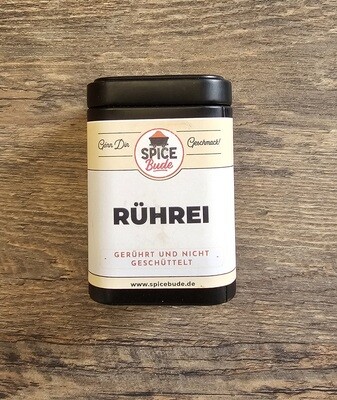 Gönn Dir Geschmack!
SPICE
Bude
RÜHREI
GERÜHRT UND NICHT
GESCHÜTTELT
www.spicebude.de